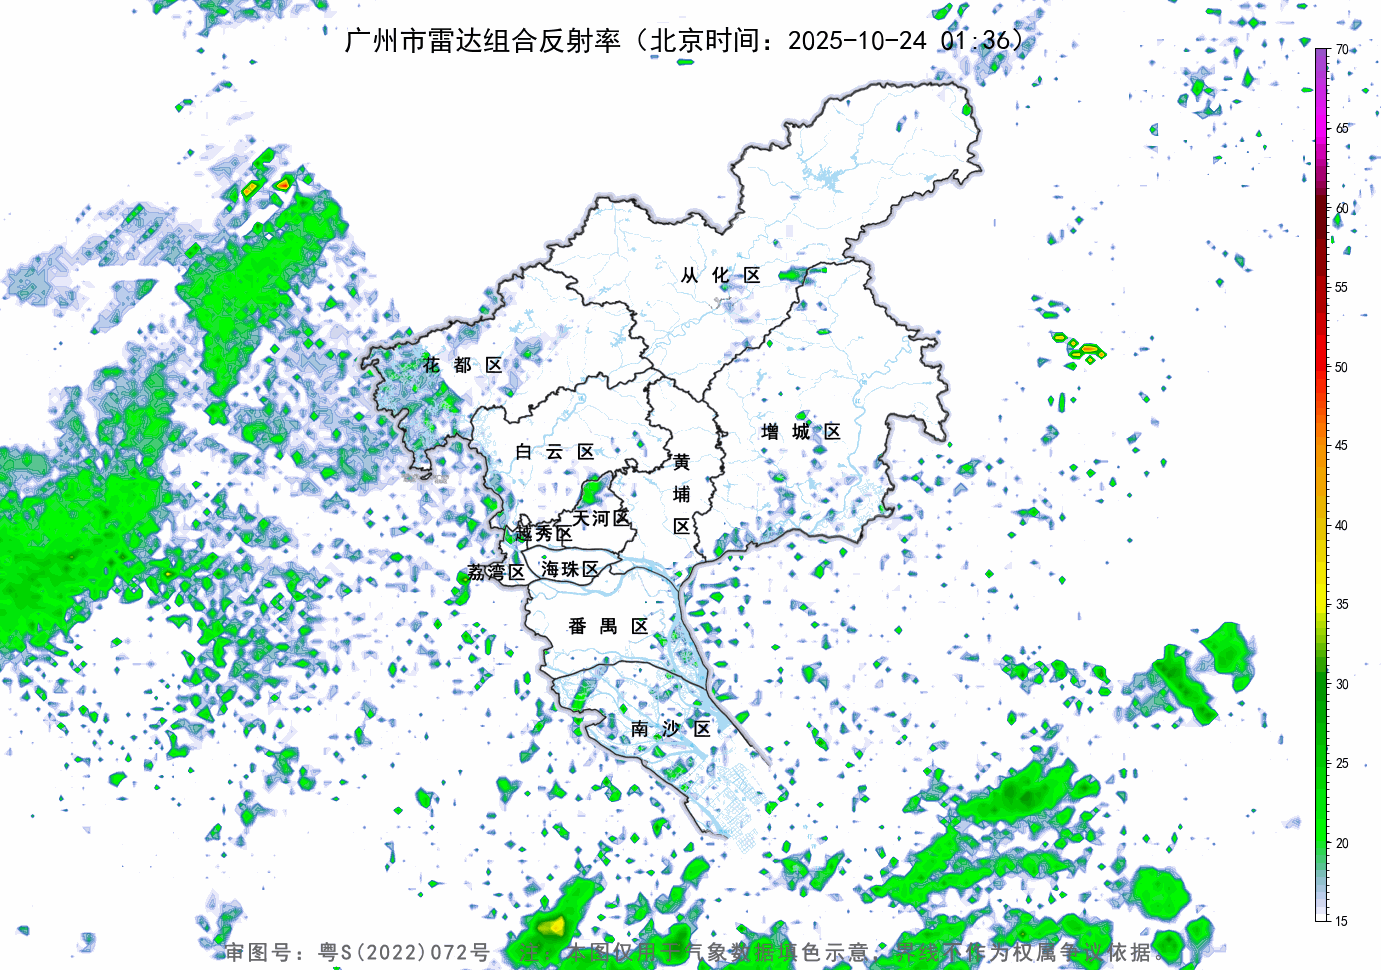 广州市雷达组合反射率（北京时间：2025-10-24 01:36）
70
65
60
55
50
45
40
35
30
25
20
15
从化区
花都区
增城区
白云区
黄埔区
天河区
越秀区
荔湾区
海珠区
番禺区
南沙区
审图号：粤S(2022)072号 注：本图仅用于气象数据填色示意，界线不作为权属争议依据。